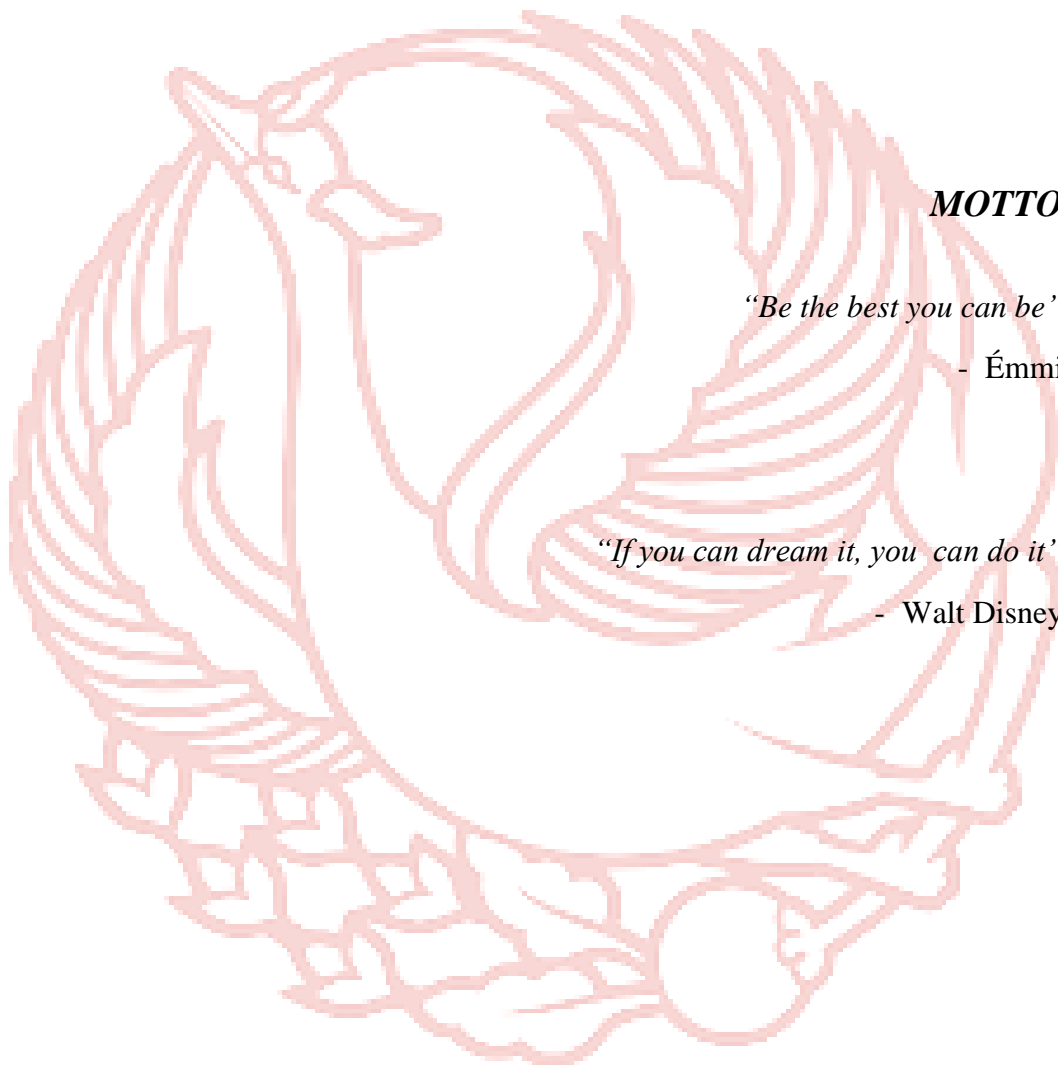 MOTTO
“Be the best you can be’
- Émmi
“If you can dream it, you can do it’
- Walt Disney